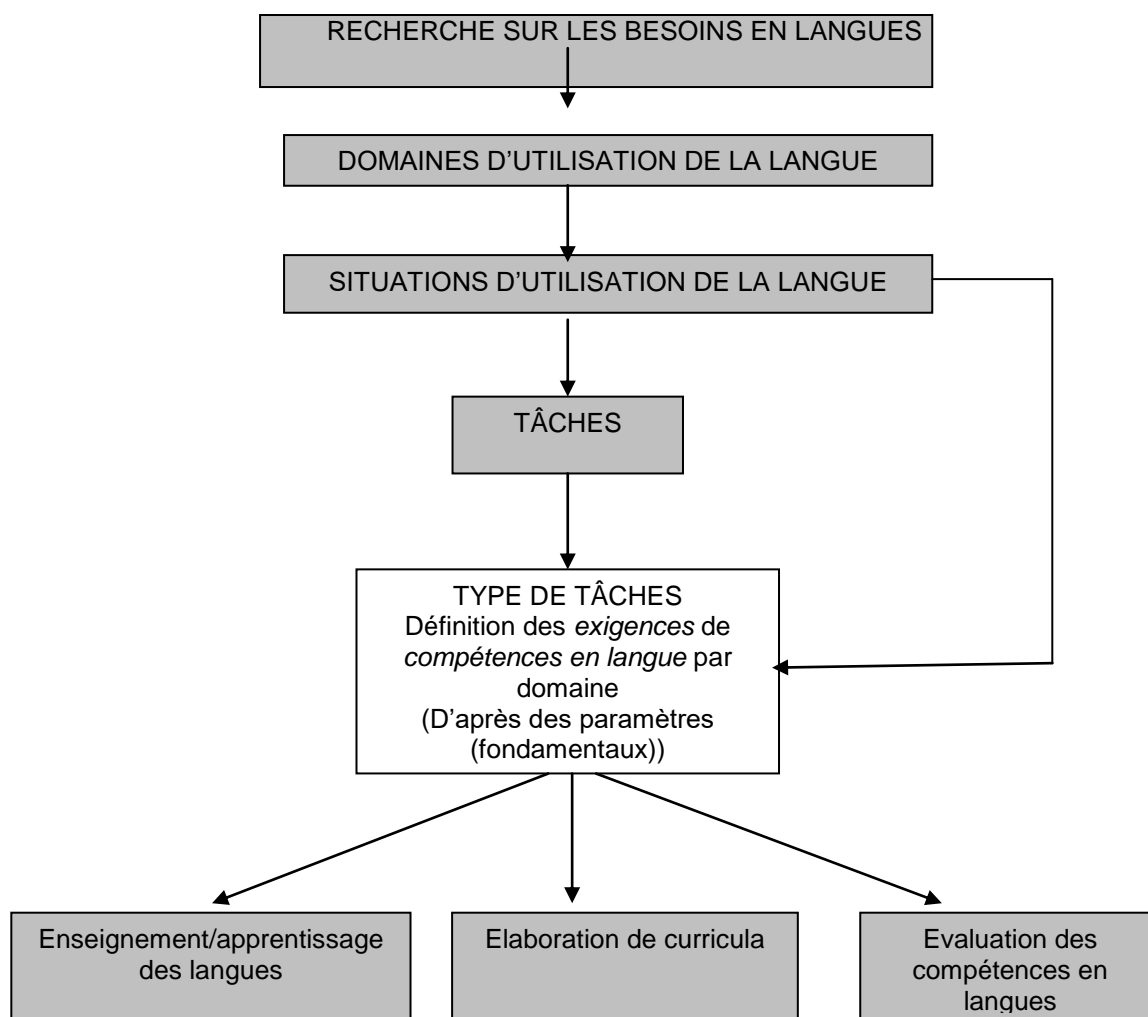 RECHERCHE SUR LES BESOINS EN LANGUES
DOMAINES D’UTILISATION DE LA LANGUE
SITUATIONS D’UTILISATION DE LA LANGUE
TÂCHES
TYPE DE TÂCHES
Définition des exigences de
compétences en langue par
domaine
(D’après des paramètres
(fondamentaux))
Enseignement/apprentissage
des langues
Elaboration de curricula
Evaluation des
compétences en
langues